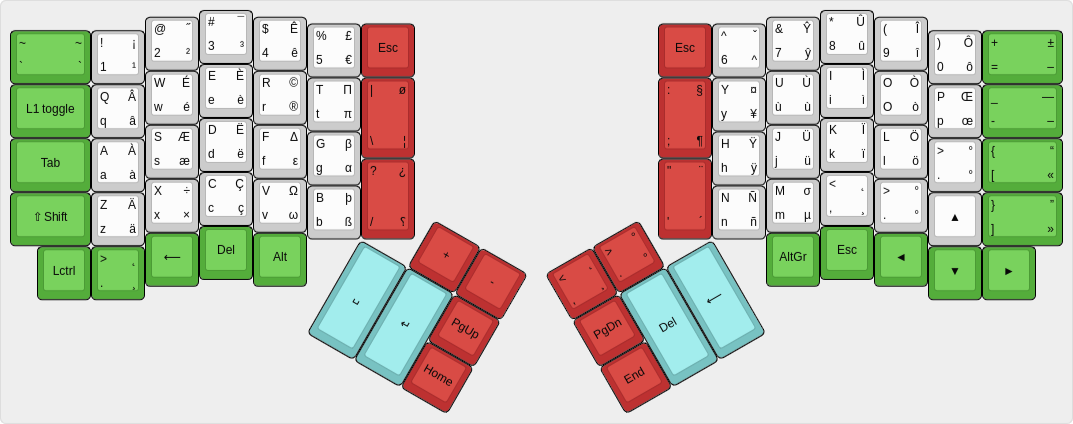 ~ ~ ! ¡ @ ˝ # ¯ $ Ê % £ Esc Esc ^ ˇ & Ŷ * Û ( Î ) Ô + ±
` ` 1 ¹ 2 ² 3 ³ 4 ê 5 € 6 ^ 7 ŷ 8 û 9 î 0 ô = –
L1 toggle Q Â W É E È R © T Π | ø : § Y ¤ U Ù I Ì O Ò P Œ _ —
q â w é e è r ® t π \ ¦ ; ¶ y ¥ u ù i ì O ò p œ - –
Tab A À S Æ D Ë F Δ G β H Ÿ J Ü K Ï L Ö > ° { “
a à s æ d ë f ε g α h ÿ j ü k ï l ö . ° [ «
⇧ Shift Z Ä X ÷ C Ç V Ω B þ ? ¿ " ¨ N Ñ M σ < ˛ > ° ▲ } ”
z ä x × c ç v ω b ß / ⸮ ' ´ n ñ m µ , ¸ . ° ] »
Lctrl > ˛ ⟵ Del Alt AltGr Esc ◄ ▼ ►
. ¸
+ - > °
. °
< ˛
, ¸
␣ ↵ PgUp PgDn Del ⟵
Home End